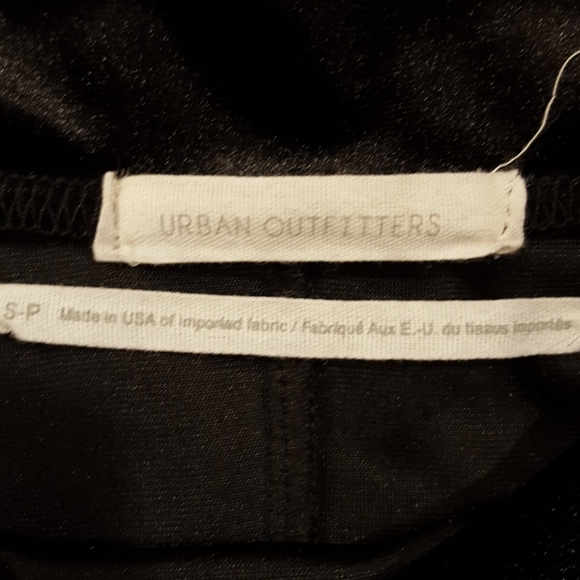 URBAN OUTFITTERS
S-P Made in USA of imported fabric / Fabriqué Aux E.-U. du tissus importés